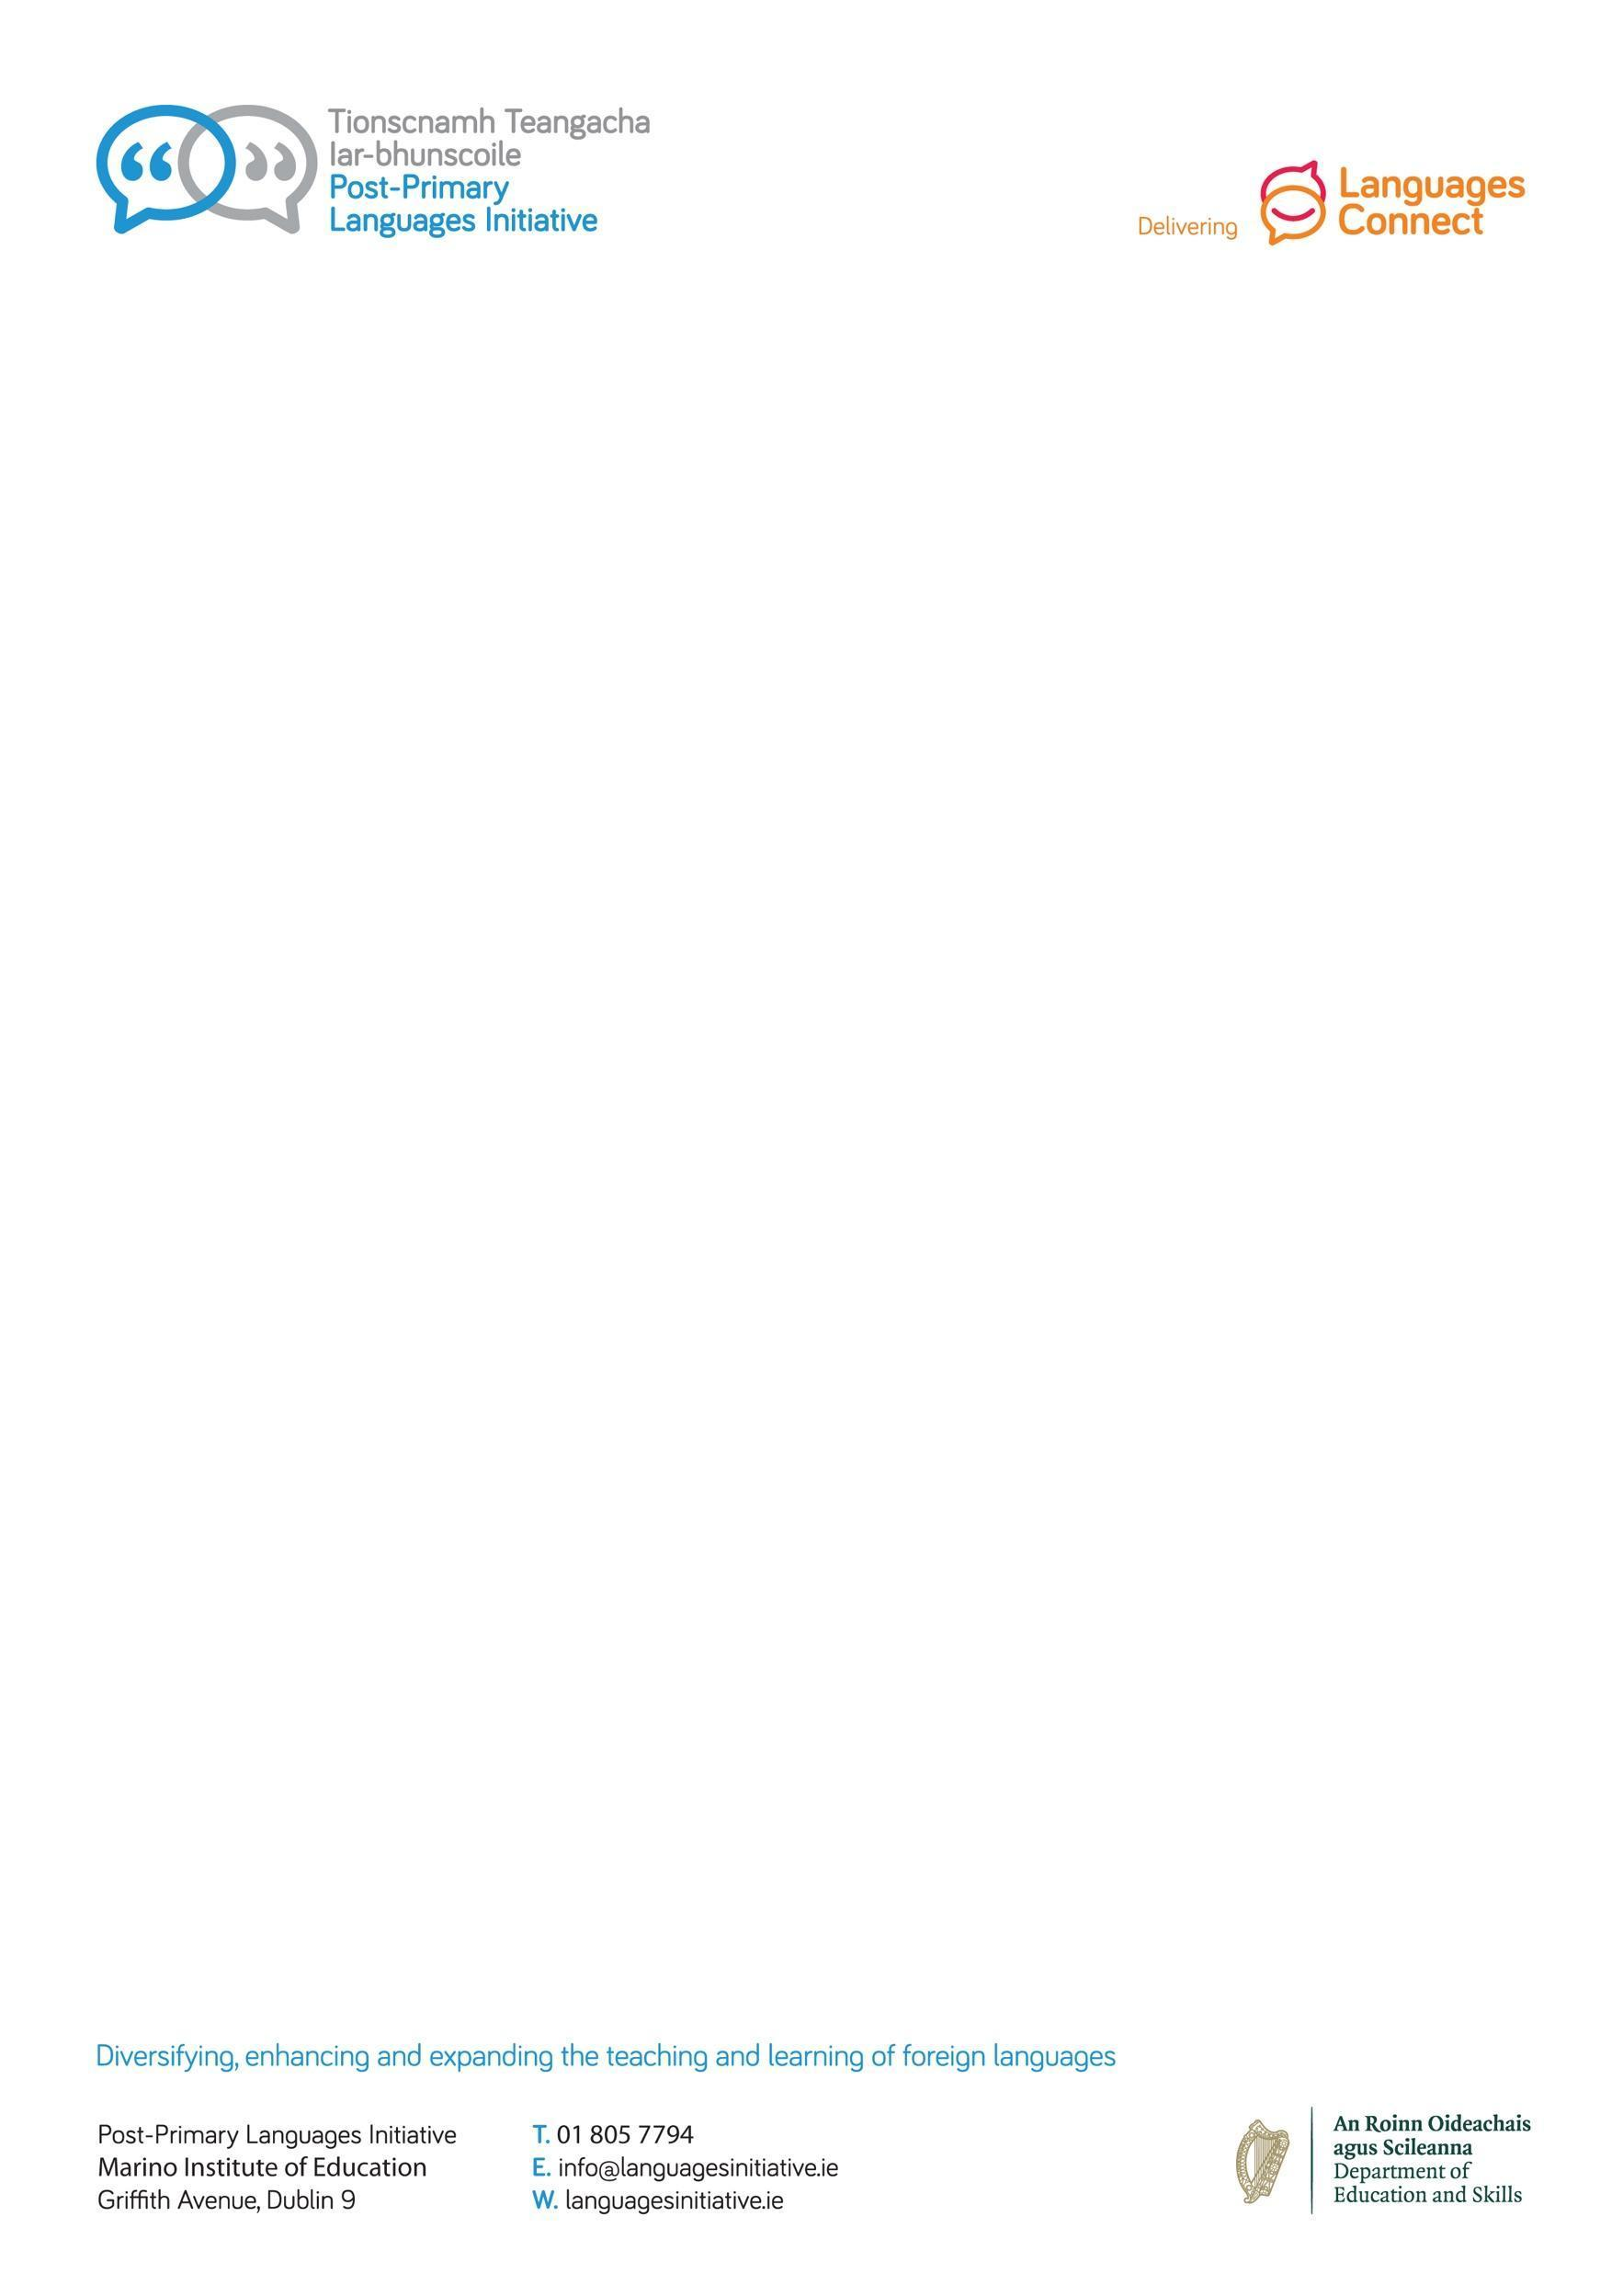 Tionscnamh Teangacha
Iar-bhunscoile
Post-Primary
Languages Initiative
Delivering
Languages
Connect
Diversifying, enhancing and expanding the teaching and learning of foreign languages
Post-Primary Languages Initiative
Marino Institute of Education
Griffith Avenue, Dublin 9
T. 01 805 7794
E. info@languagesinitiative.ie
W. languagesinitiative.ie
An Roinn Oideachais
agus Scileanna
Department of
Education and Skills